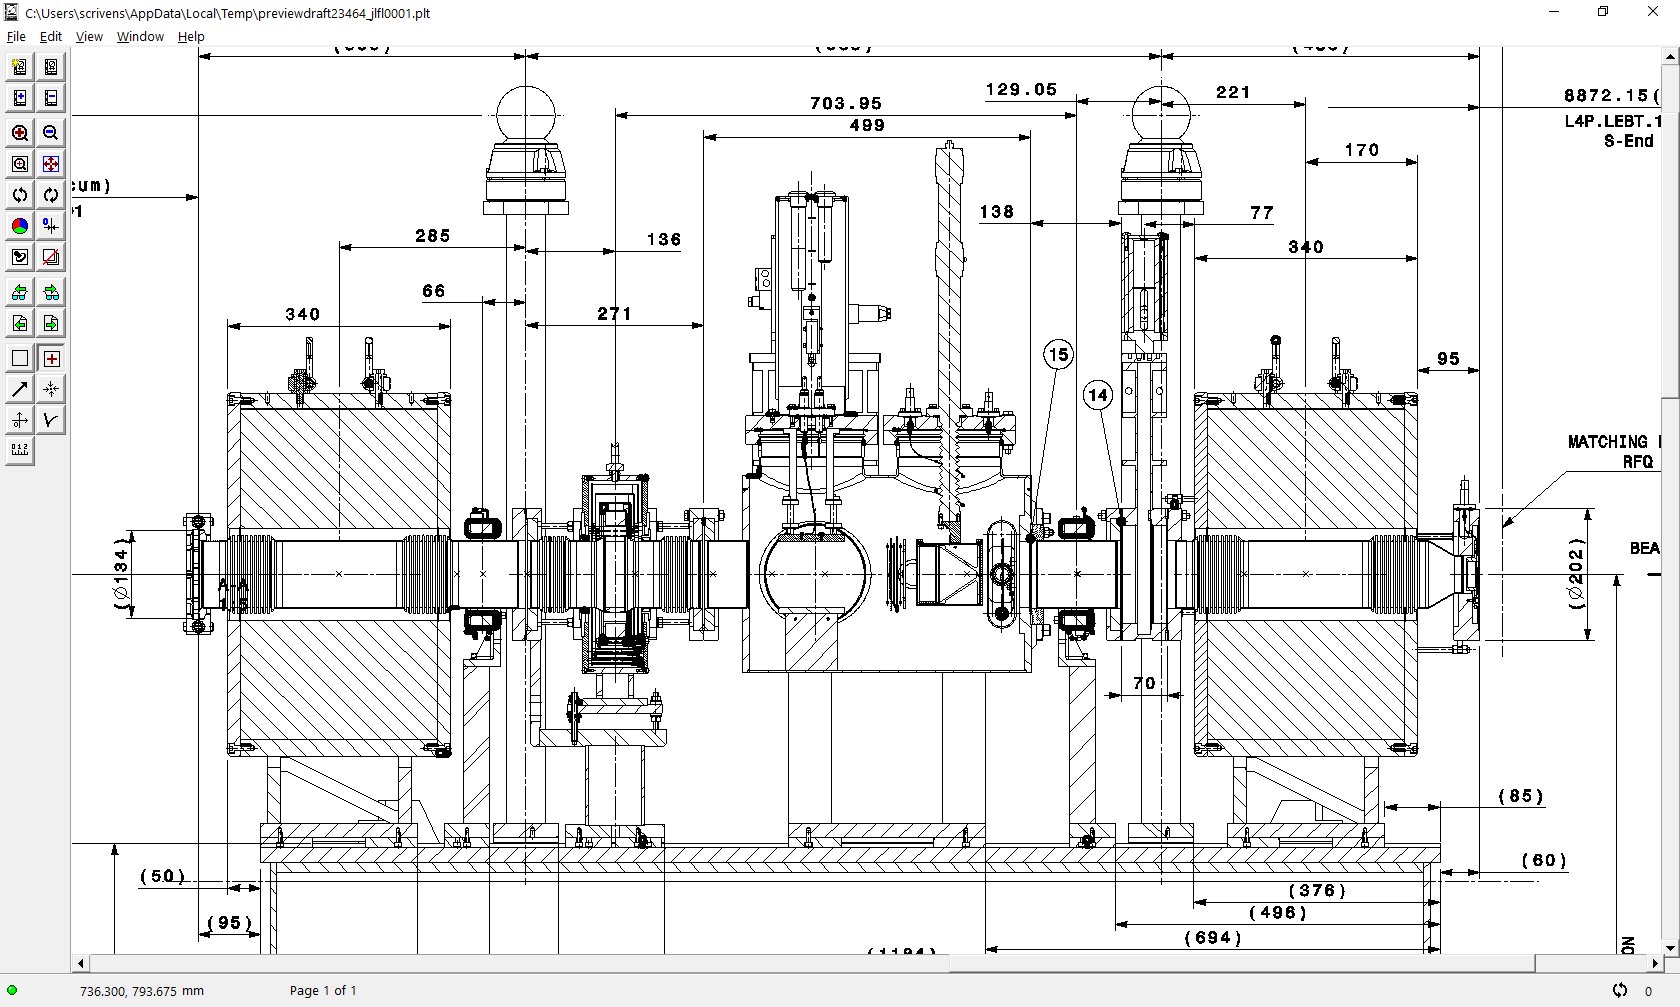 C:\Users\scrivens\AppData\Local\Temp\previewdraft23464_jlfl0001.plt
File Edit View Window Help
129.05
221
8872.15(
703.95
L4P.LEBT.1
499
S-End
170
cum)
138
77
285
136
340
66
340
271
15
95
14
MATCHING
RFQ
(Ø134)
A-A
(Ø202)
BEA
70
(85)
(50)
(60)
(376)
(95)
(496)
(694)
ON
736.300, 793.675 mm
Page 1 of 1
0